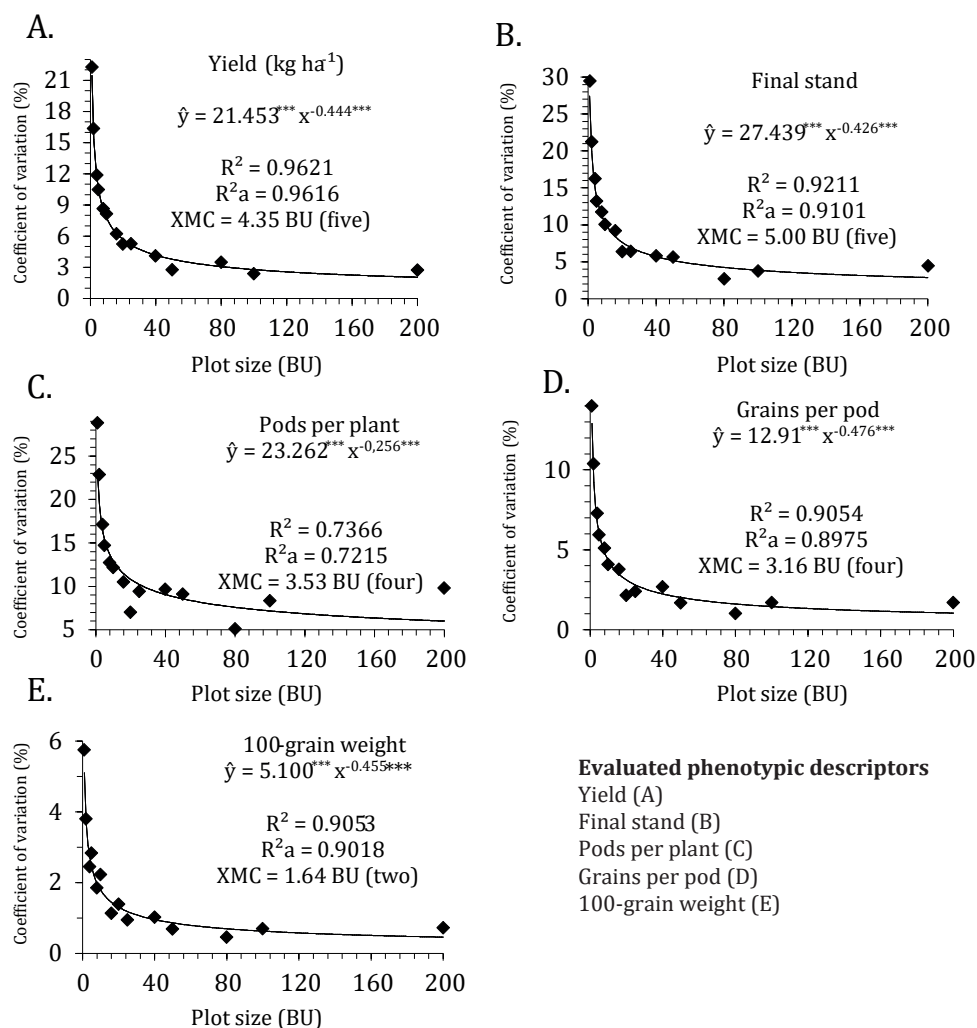 A.
Yield (kg ha-1)
ŷ = 21.453*** x-0.444***
R² = 0.9621
R²a = 0.9616
XMC = 4.35 BU (five)
Coefficient of variation (%)
21
18
15
12
9
6
3
0
0 40 80 120 160 200
Plot size (BU)
B.
Final stand
ŷ = 27.439*** x-0.426***
R² = 0.9211
R²a = 0.9101
XMC = 5.00 BU (five)
Coefficient of variation (%)
30
25
20
15
10
5
0
0 40 80 120 160 200
Plot size (BU)
C.
Pods per plant
ŷ = 23.262*** x-0,256***
R² = 0.7366
R²a = 0.7215
XMC = 3.53 BU (four)
Coefficient of variation (%)
25
20
15
10
5
0 40 80 120 160 200
Plot size (BU)
D.
Grains per pod
ŷ = 12.91*** x-0.476***
R² = 0.9054
R²a = 0.8975
XMC = 3.16 BU (four)
Coefficient of variation (%)
10
5
0
0 40 80 120 160 200
Plot size (BU)
E.
100-grain weight
ŷ = 5.100*** x-0.455***
R² = 0.9053
R²a = 0.9018
XMC = 1.64 BU (two)
Coefficient of variation (%)
6
4
2
0
0 40 80 120 160 200
Plot size (BU)
Evaluated phenotypic descriptors
Yield (A)
Final stand (B)
Pods per plant (C)
Grains per pod (D)
100-grain weight (E)